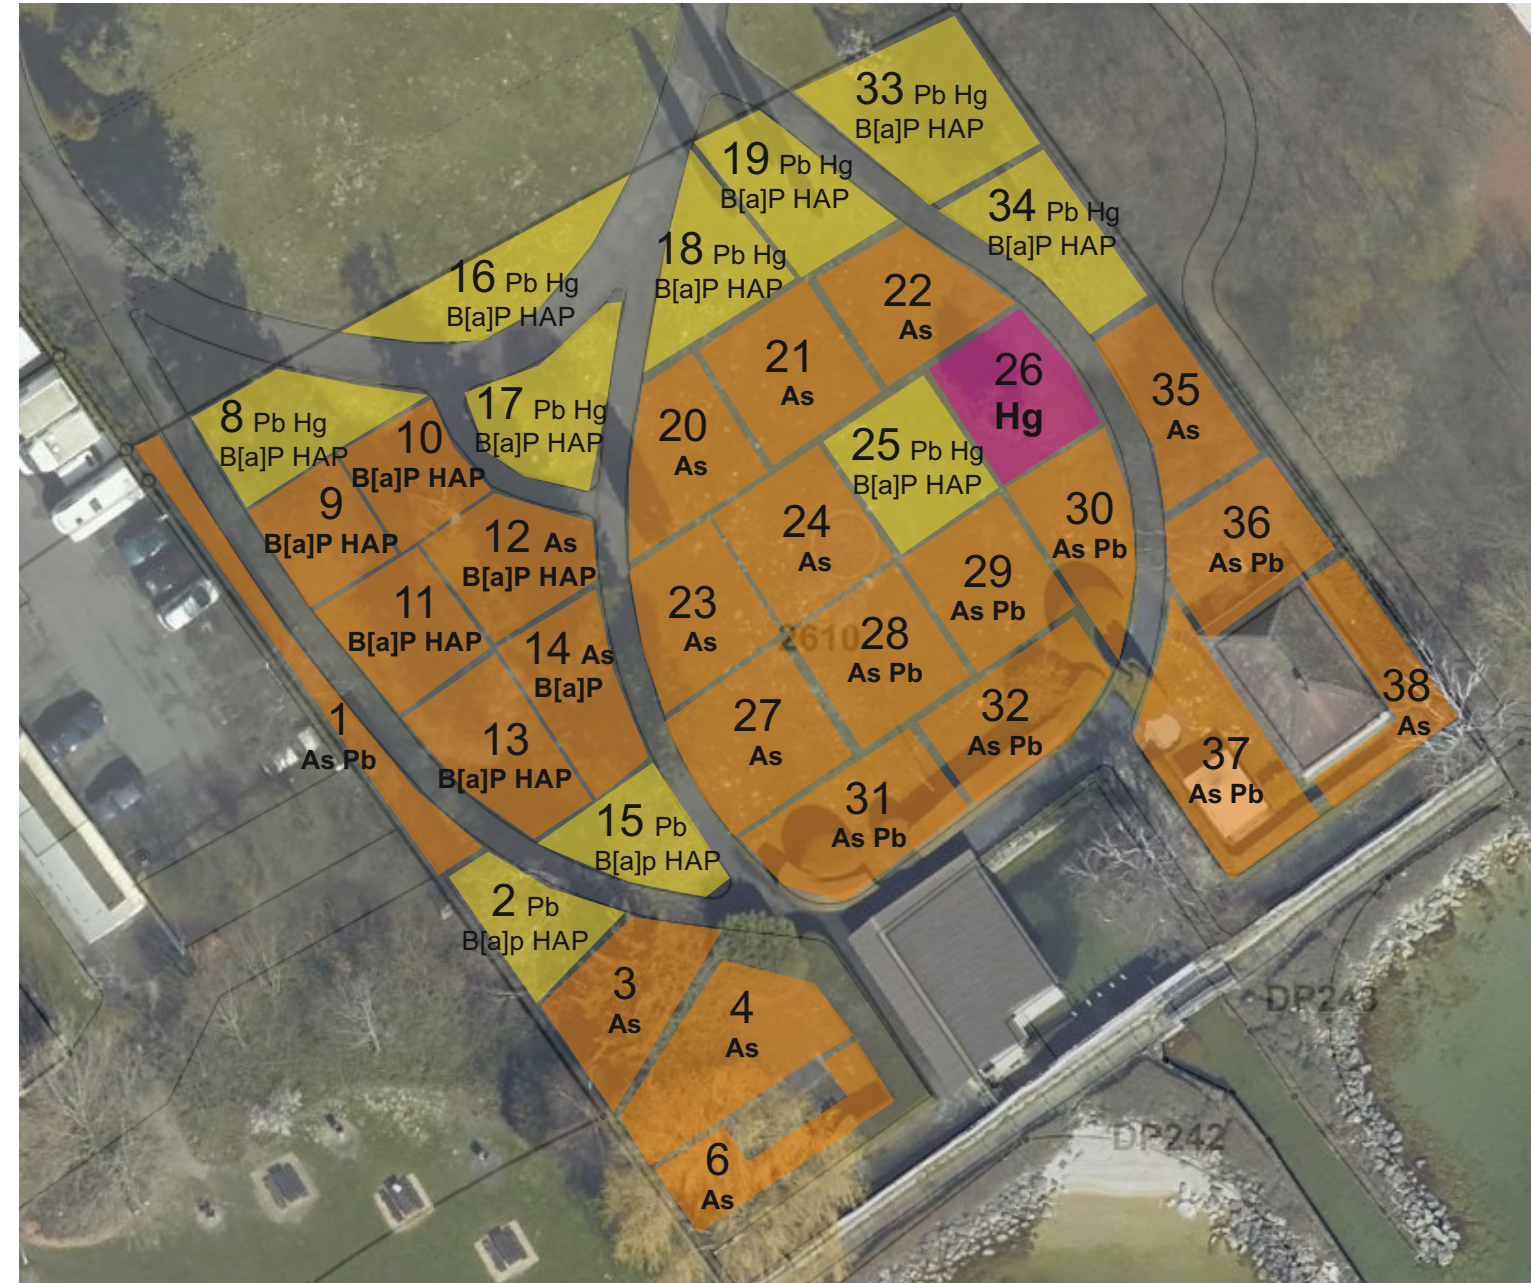 33 Pb Hg
B[a]P HAP
19 Pb Hg
B[a]P HAP
34 Pb Hg
B[a]P HAP
18 Pb Hg
B[a]P HAP
16 Pb Hg
B[a]P HAP
22
As
21
As
26
Hg
35
As
17 Pb Hg
B[a]P HAP
8 Pb Hg
B[a]P HAP
10
B[a]P HAP
20
As
25 Pb Hg
B[a]P HAP
9
B[a]P HAP
12 As
B[a]P HAP
24
As
30
As Pb
36
As Pb
29
As Pb
11
B[a]P HAP
23
As
2610
28
As Pb
14 As
B[a]P
38
As
32
As Pb
1
As Pb
13
B[a]P HAP
27
As
37
As Pb
31
As Pb
15 Pb
B[a]p HAP
2 Pb
B[a]p HAP
3
As
4
As
DP243
DP242
6
As